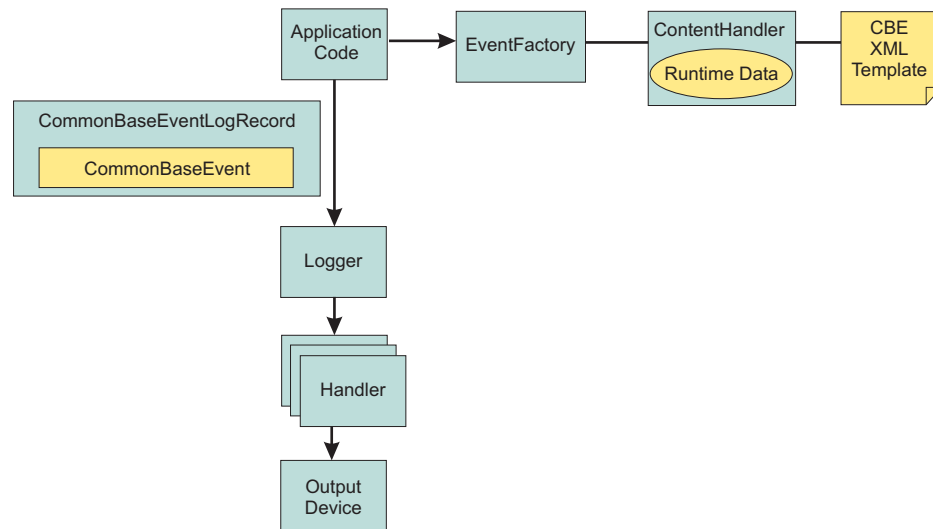 Application
Code
EventFactory
ContentHandler
Runtime Data
CBE
XML
Template
CommonBaseEventLogRecord
CommonBaseEvent
Logger
Handler
Output
Device